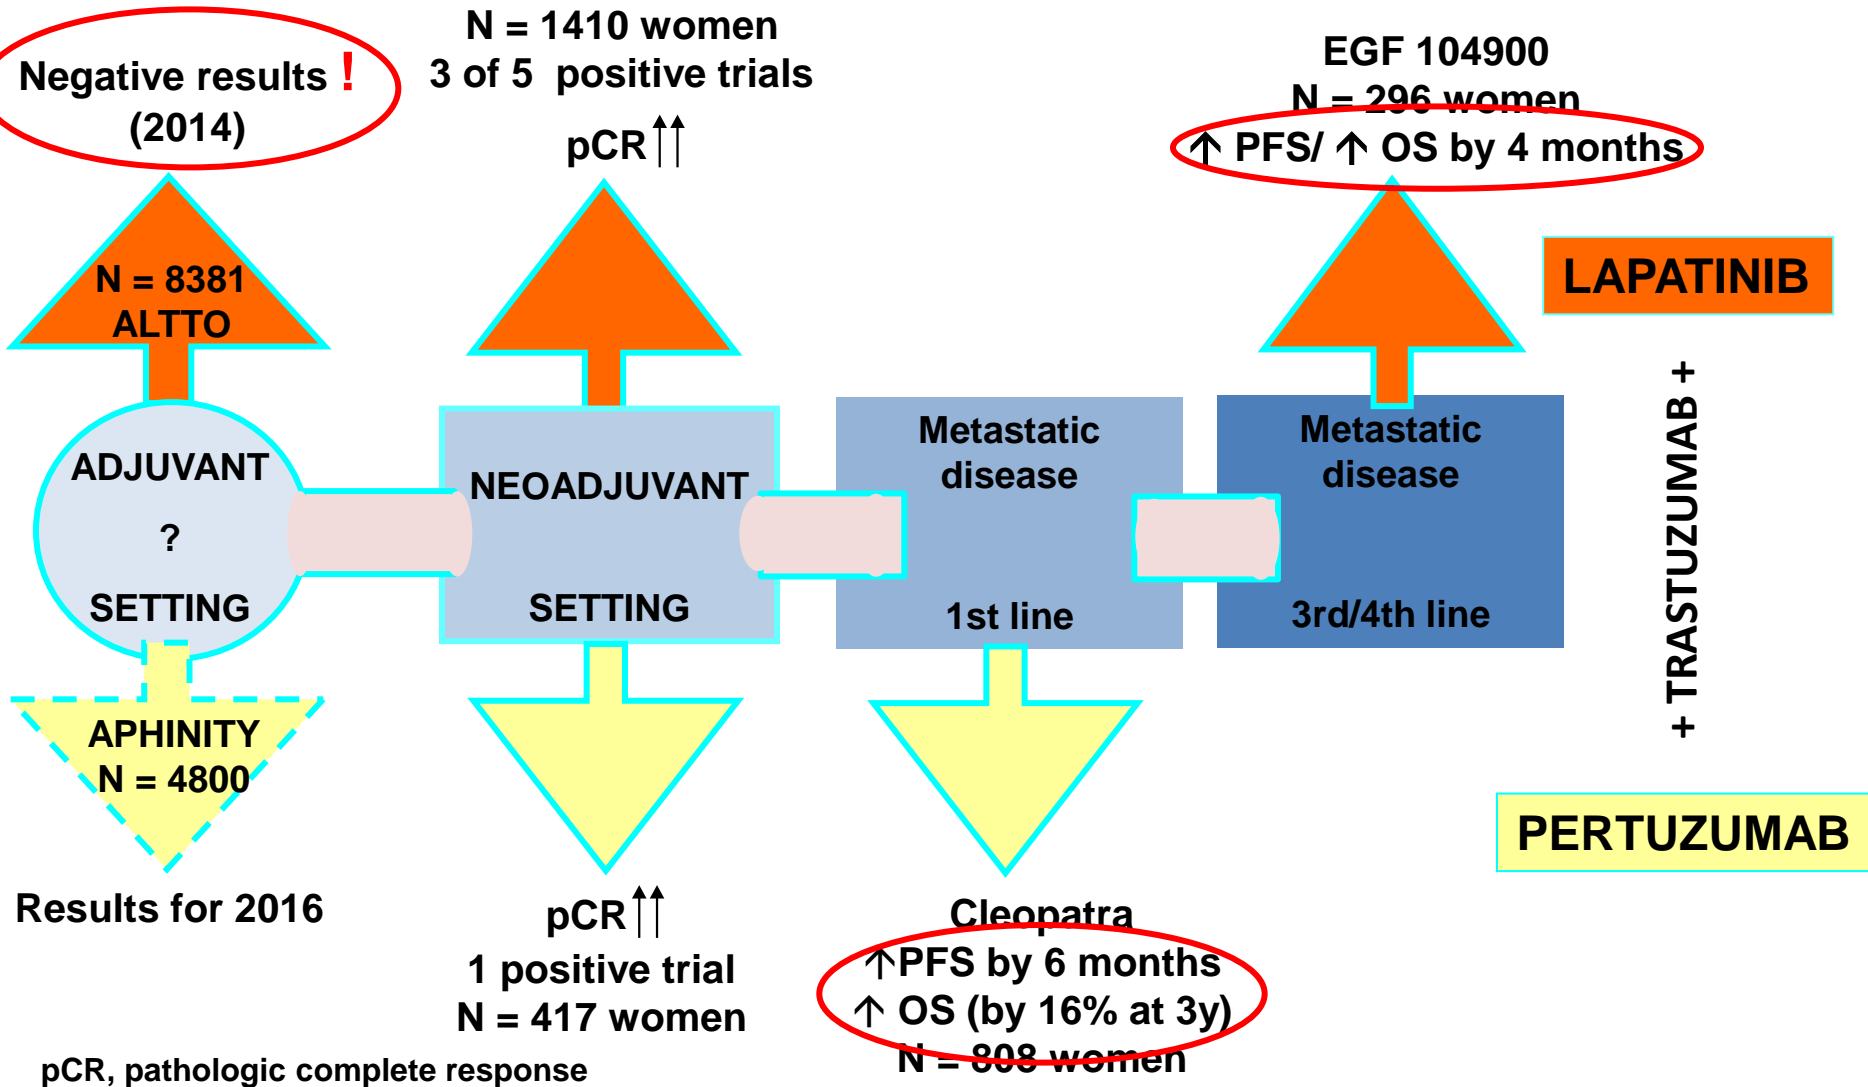 Negative results !
(2014)
N = 8381
ALTTO
ADJUVANT
?
SETTING
APHINITY
N = 4800
Results for 2016
N = 1410 women
3 of 5 positive trials
pCR ↑↑
NEOADJUVANT
SETTING
pCR ↑↑
1 positive trial
N = 417 women
Metastatic
disease
1st line
Cleopatra
↑PFS by 6 months
↑ OS (by 16% at 3y)
N = 808 women
EGF 104900
N = 296 women
↑ PFS/ ↑ OS by 4 months
Metastatic
disease
3rd/4th line
LAPATINIB
+ TRASTUZUMAB +
PERTUZUMAB
pCR, pathologic complete response